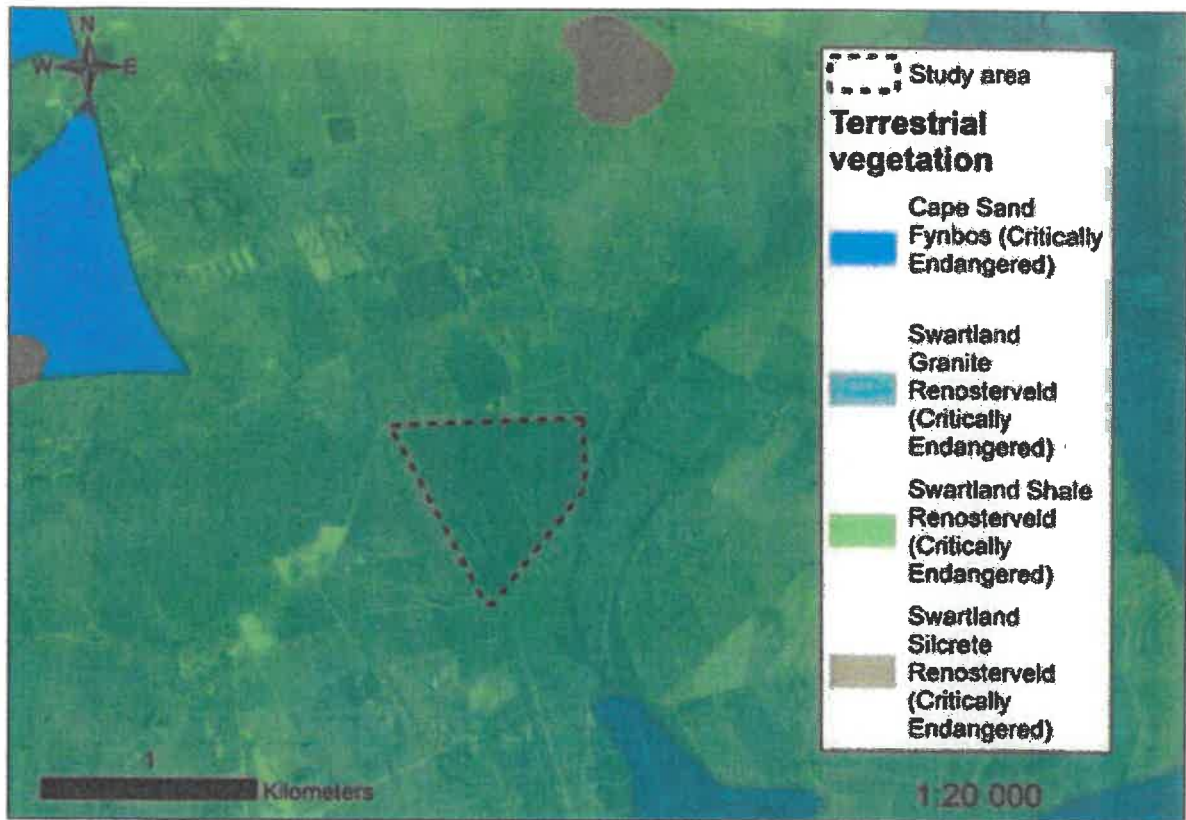 N
W E
Study area
Terrestrial
vegetation
Cape Sand
Fynbos (Critically
Endangered)
Swartland
Granite
Renosterveld
(Critically
Endangered)
Swartland Shale
Renosterveld
(Critically
Endangered)
Swartland
Silcrete
Renosterveld
(Critically
Endangered)
1
Kilometers
1:20 000